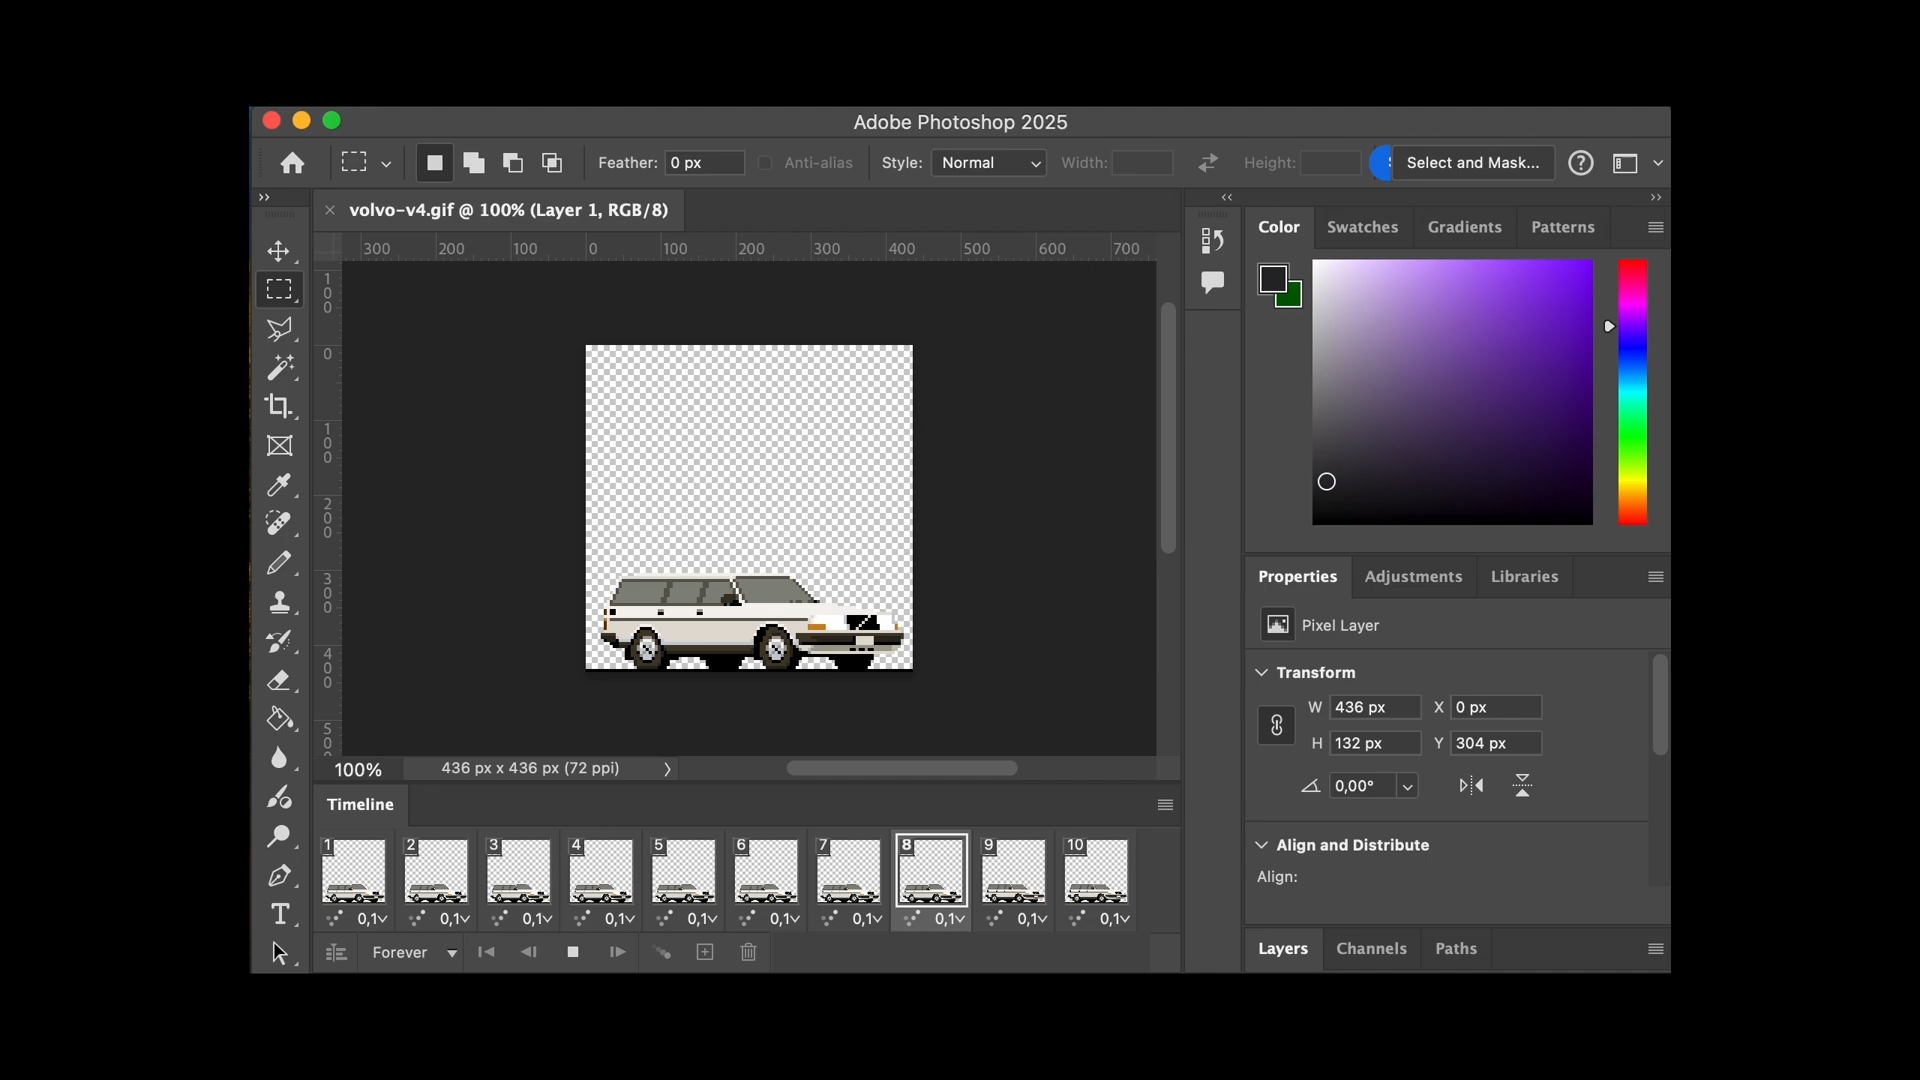 Adobe Photoshop 2025
Feather: 0 px Anti-alias Style: Normal Width: Height: Select and Mask...
volvo-v4.gif @ 100% (Layer 1, RGB/8)
300 200 100 0 100 200 300 400 500 600 700
100
0
100
200
300
400
Color Swatches Gradients Patterns
Properties Adjustments Libraries
Pixel Layer
Transform
W 436 px X 0 px
H 132 px Y 304 px
0,00°
Align and Distribute
Align:
Layers Channels Paths
100% 436 px x 436 px (72 ppi)
Timeline
1 2 3 4 5 6 7 8 9 10
0,1 0,1 0,1 0,1 0,1 0,1 0,1 0,1 0,1 0,1
Forever